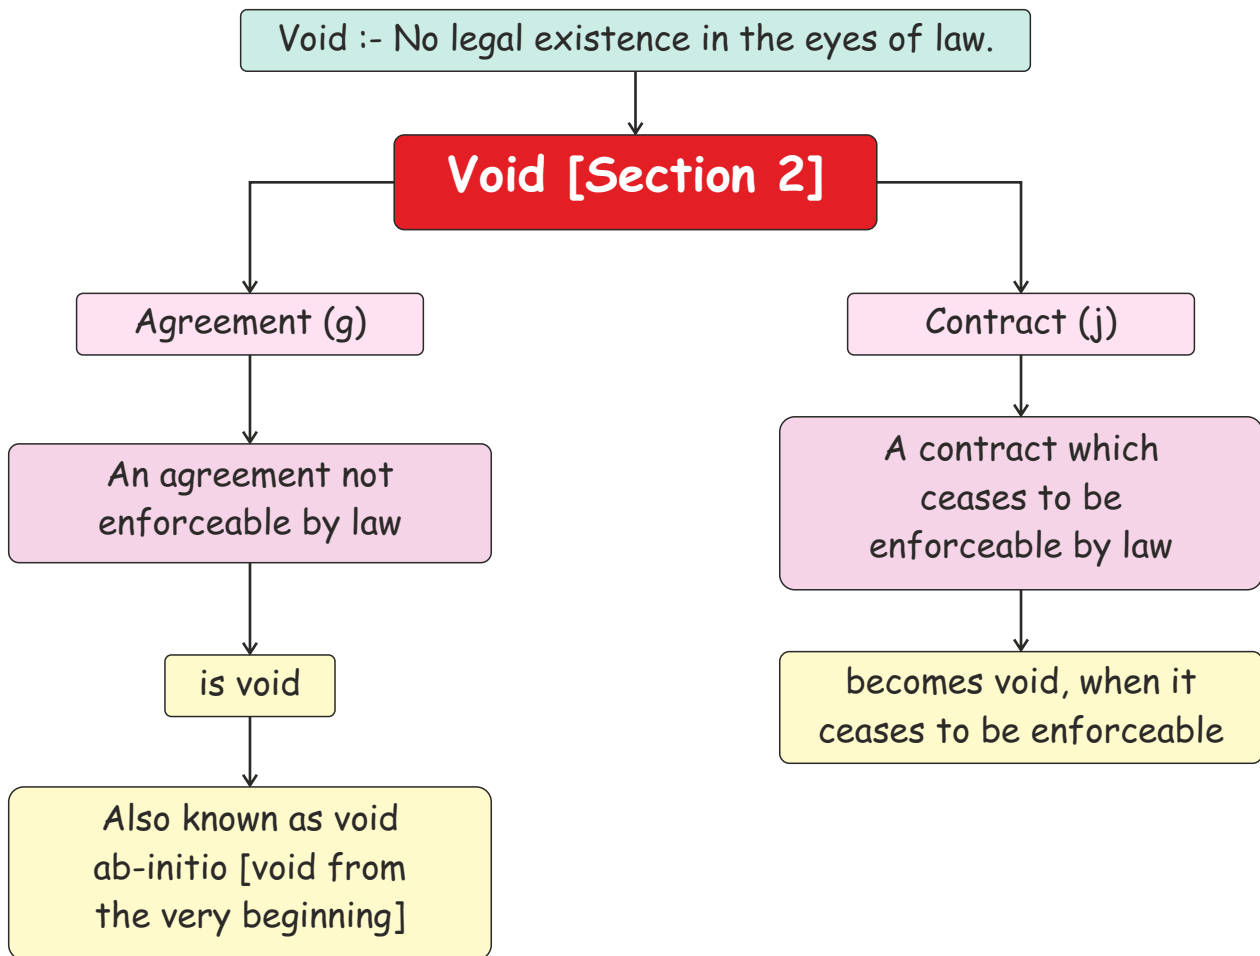 Void :- No legal existence in the eyes of law.
Void [Section 2]
Agreement (g)
An agreement not
enforceable by law
is void
Also known as void
ab-initio [void from
the very beginning]
Contract (j)
A contract which
ceases to be
enforceable by law
becomes void, when it
ceases to be enforceable